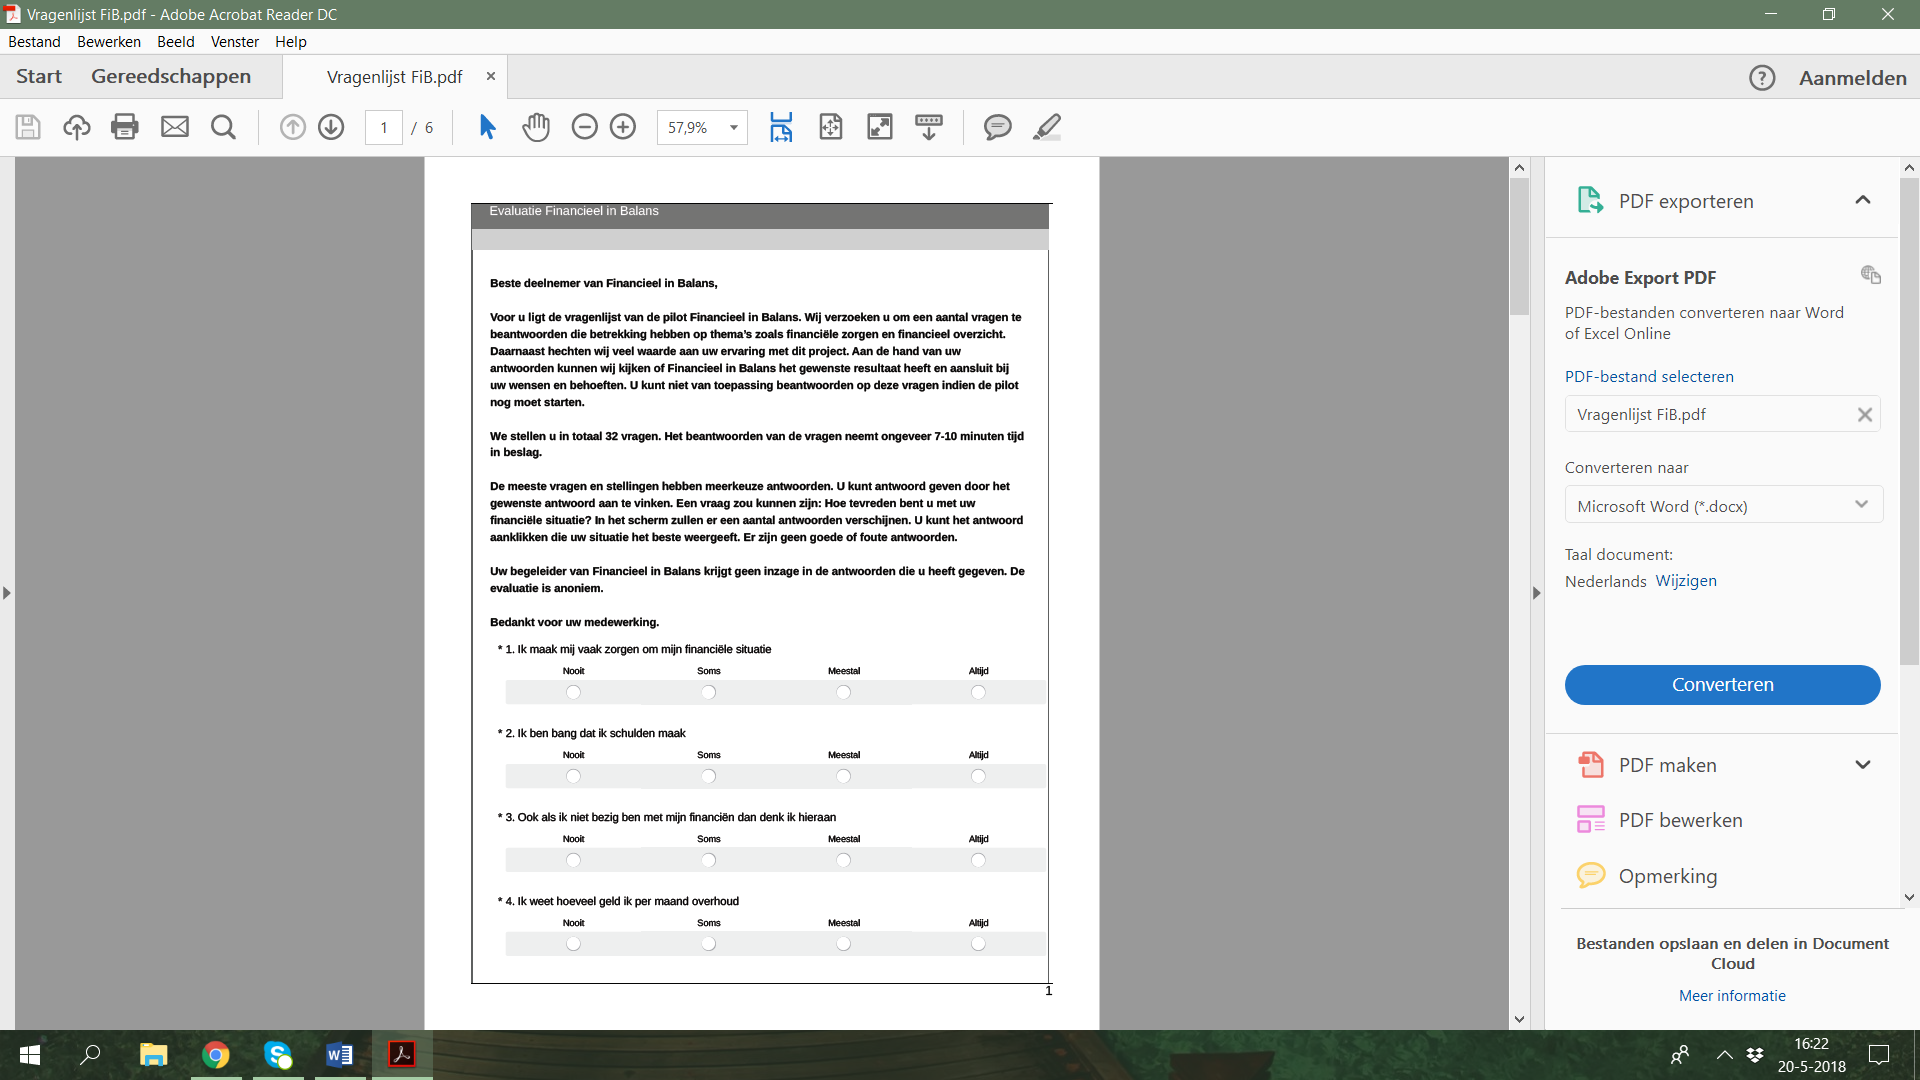 Vragenlijst FiB.pdf - Adobe Acrobat Reader DC
Bestand Bewerken Beeld Venster Help
Start Gereedschappen Vragenlijst FiB.pdf Aanmelden
1 / 6 57,9%
Evaluatie Financieel in Balans
Beste deelnemer van Financieel in Balans,
Voor u ligt de vragenlijst van de pilot Financieel in Balans. Wij verzoeken u om een aantal vragen te
beantwoorden die betrekking hebben op thema's zoals financiële zorgen en financieel overzicht.
Daarnaast hechten wij veel waarde aan uw ervaring met dit project. Aan de hand van uw
antwoorden kunnen wij kijken of Financieel in Balans het gewenste resultaat heeft en aansluit bij
uw wensen en behoeften. U kunt niet van toepassing beantwoorden op deze vragen indien de pilot
nog moet starten.
We stellen u in totaal 32 vragen. Het beantwoorden van de vragen neemt ongeveer 7-10 minuten tijd
in beslag.
De meeste vragen en stellingen hebben meerkeuze antwoorden. U kunt antwoord geven door het
gewenste antwoord aan te vinken. Een vraag zou kunnen zijn: Hoe tevreden bent u met uw
financiële situatie? In het scherm zullen er een aantal antwoorden verschijnen. U kunt het antwoord
aanklikken die uw situatie het beste weergeeft. Er zijn geen goede of foute antwoorden.
Uw begeleider van Financieel in Balans krijgt geen inzage in de antwoorden die u heeft gegeven. De
evaluatie is anoniem.
Bedankt voor uw medewerking.
* 1. Ik maak mij vaak zorgen om mijn financiële situatie
Nooit Soms Meestal Altijd
* 2. Ik ben bang dat ik schulden maak
Nooit Soms Meestal Altijd
* 3. Ook als ik niet bezig ben met mijn financiën dan denk ik hieraan
Nooit Soms Meestal Altijd
* 4. Ik weet hoeveel geld ik per maand overhoud
Nooit Soms Meestal Altijd
1
PDF exporteren
Adobe Export PDF
PDF-bestanden converteren naar Word
of Excel Online
PDF-bestand selecteren
Vragenlijst FiB.pdf
Converteren naar
Microsoft Word (*.docx)
Taal document:
Nederlands Wijzigen
Converteren
PDF maken
PDF bewerken
Opmerking
Bestanden opslaan en delen in Document
Cloud
Meer informatie
16:22
20-5-2018